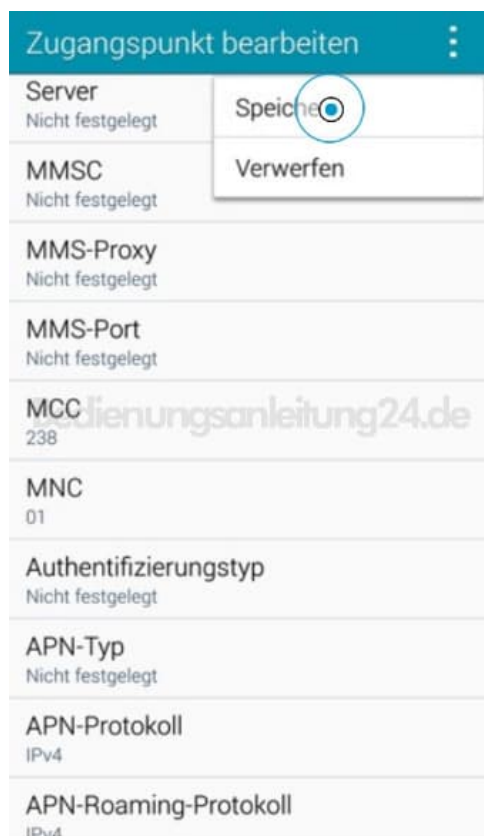 Zugangspunkt bearbeiten
Server
Nicht festgelegt
Speichern
Verwerfen
MMSC
Nicht festgelegt
MMS-Proxy
Nicht festgelegt
MMS-Port
Nicht festgelegt
MCC
238
bedienungsanleitung24.de
MNC
01
Authentifizierungstyp
Nicht festgelegt
APN-Typ
Nicht festgelegt
APN-Protokoll
IPv4
APN-Roaming-Protokoll
IPv4